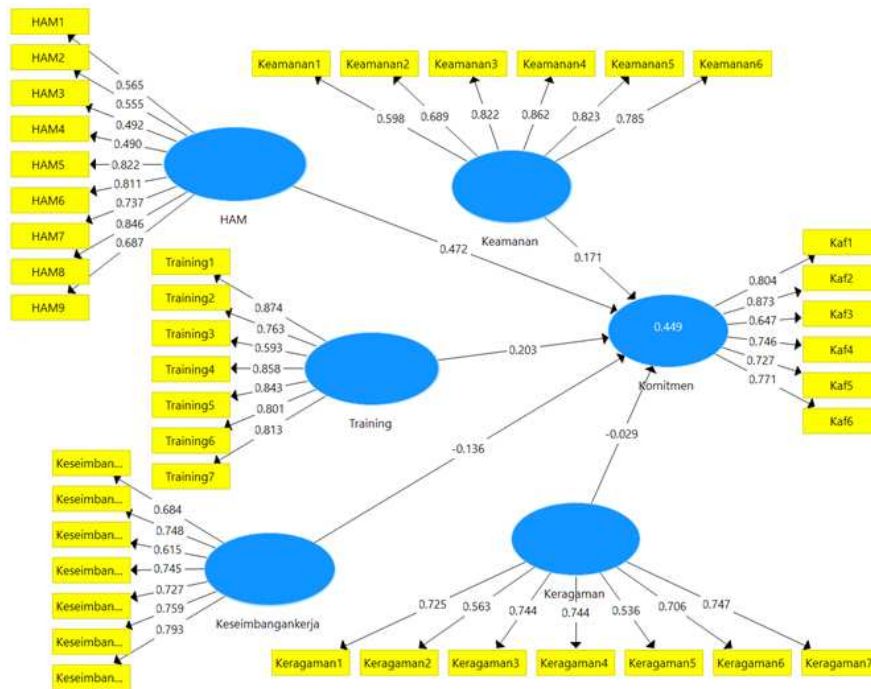 HAM1
HAM2
HAM3
HAM4
HAM5
HAM6
HAM7
HAM8
HAM9
0.565
0.555
0.492
0.490
0.822
0.811
0.737
0.846
0.687
HAM
Keamanan1 Keamanan2 Keamanan3 Keamanan4 Keamanan5 Keamanan6
0.598 0.689 0.822 0.862 0.823 0.785
Keamanan
0.472
0.171
Training1
Training2
Training3
Training4
Training5
Training6
Training7
0.874
0.763
0.593
0.858
0.843
0.801
0.813
Training
0.203
0.449
Komitmen
0.804
0.873
0.647
0.746
0.727
0.771
Kaf1
Kaf2
Kaf3
Kaf4
Kaf5
Kaf6
-0.136
-0.029
Keseimban...
Keseimban...
Keseimban...
Keseimban...
Keseimban...
Keseimban...
Keseimban...
0.684
0.748
0.615
0.745
0.727
0.759
0.793
Keseimbangankerja
Keragaman
0.725 0.563 0.744 0.744 0.536 0.706 0.747
Keragaman1 Keragaman2 Keragaman3 Keragaman4 Keragaman5 Keragaman6 Keragaman7